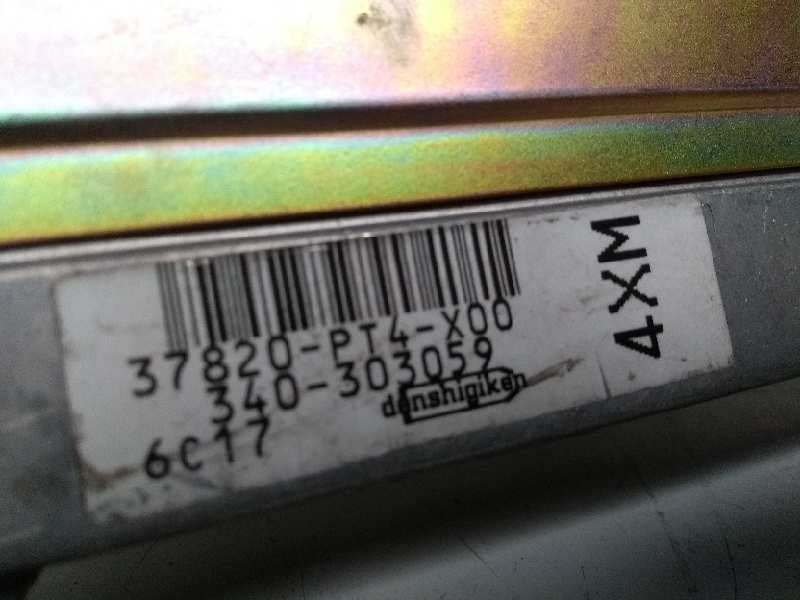 37820-PT4-X00
340-303059
denshigiken
6C17
4XM